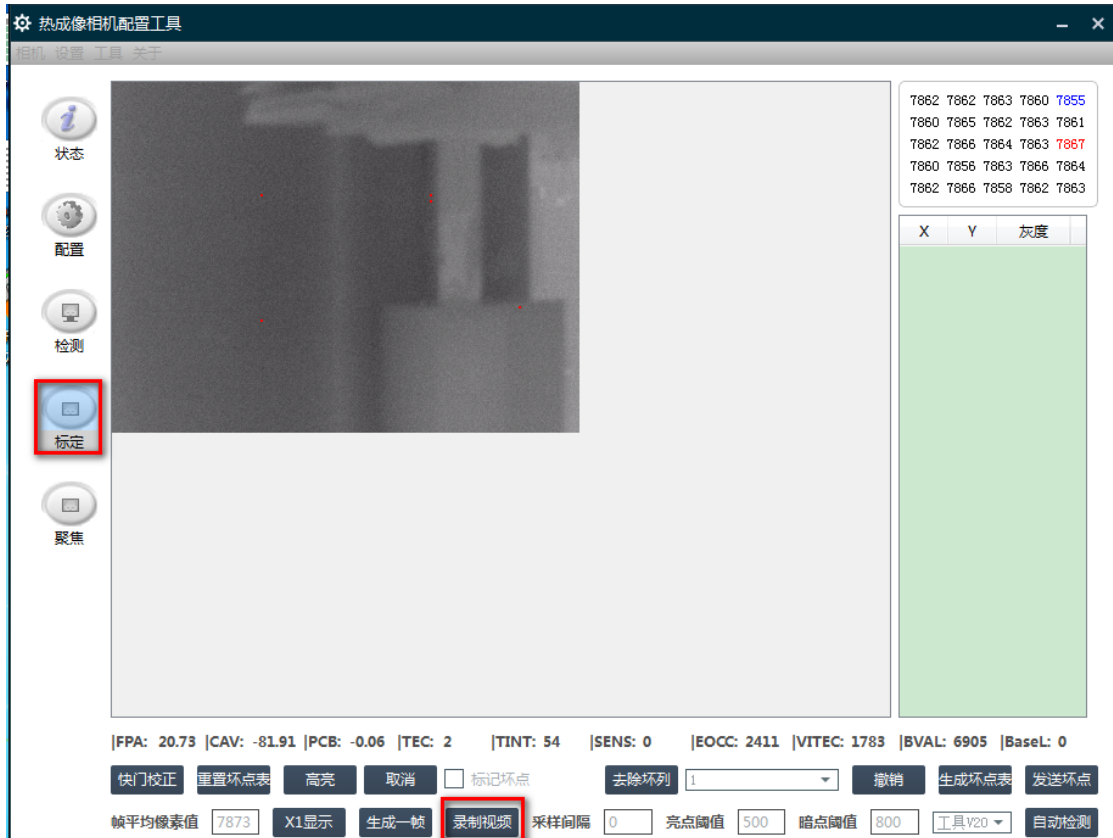 热成像相机配置工具
相机 设置 工具 关于
状态
配置
检测
标定
聚焦
7862 7862 7863 7860 7855
7860 7865 7862 7863 7861
7862 7866 7864 7863 7867
7860 7856 7863 7866 7864
7862 7866 7858 7862 7863
X Y 灰度
|FPA: 20.73 |CAV: -81.91 |PCB: -0.06 |TEC: 2 |TINT: 54 |SENS: 0 |EOCC: 2411 |VITEC: 1783 |BVAL: 6905 |BaseL: 0
快门校正 重置坏点表 高亮 取消 标记坏点 去除坏列 1 撤销 生成坏点表 发送坏点
帧平均像素值 7873 X1显示 生成一帧 录制视频 采样间隔 0 亮点阈值 500 暗点阈值 800 工具V20 自动检测